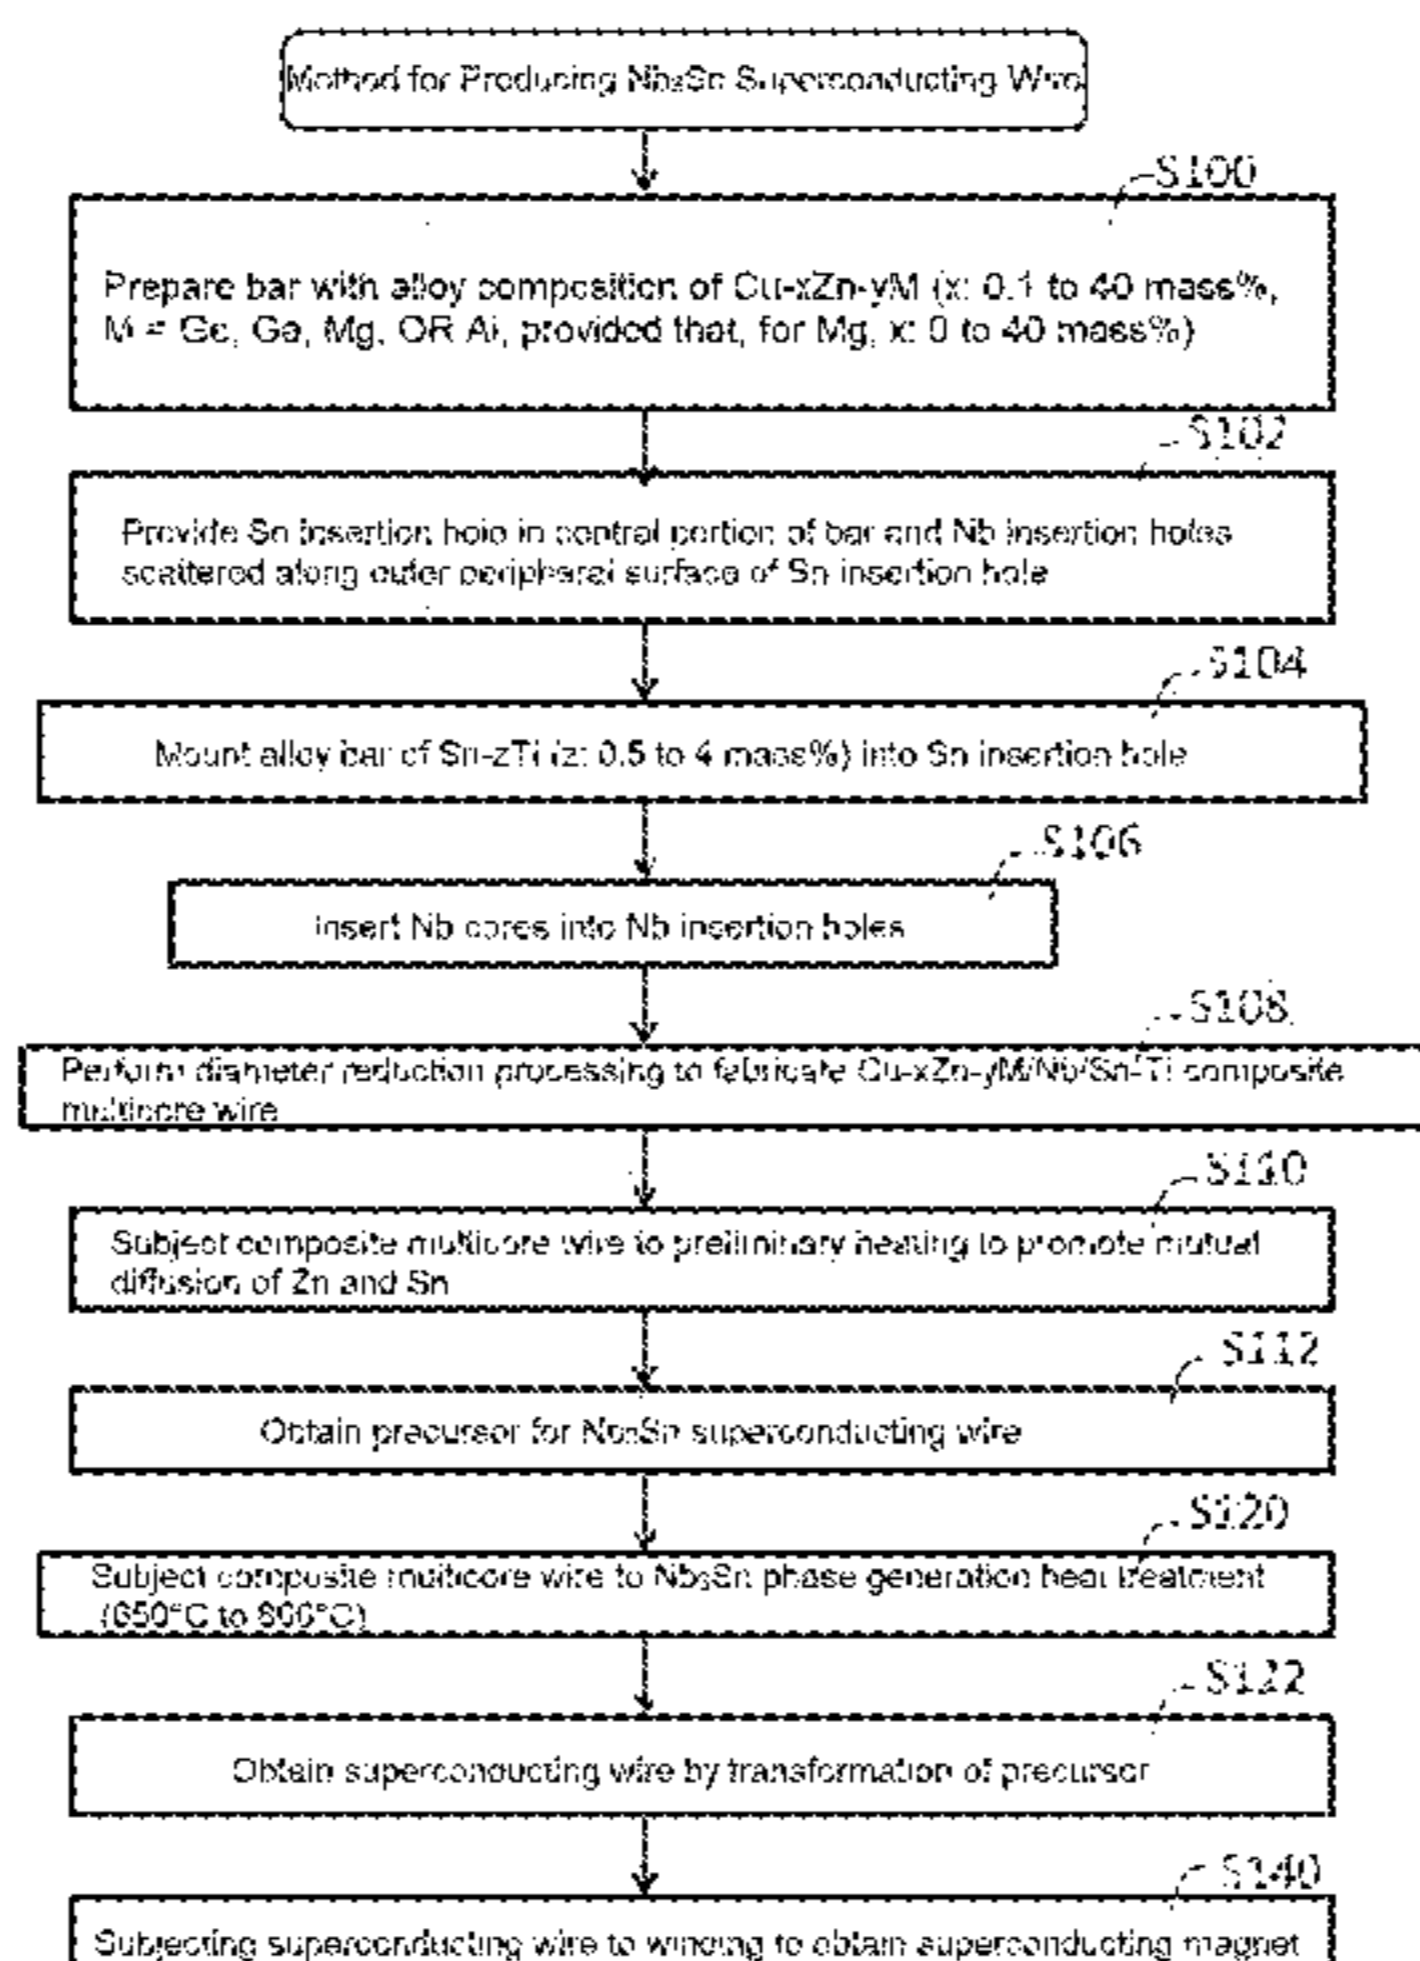 Method for Producing Nb₃Sn Superconducting Wire
S100
Prepare bar with alloy composition of Cu-xZn-yM (x: 0.1 to 40 mass%,
M = Ge, Ga, Mg, OR Al, provided that, for Mg, x: 0 to 40 mass%)
S102
Provide Sn insertion hole in central portion of bar and Nb insertion holes
scattered along outer peripheral surface of Sn insertion hole
S104
Mount alloy bar of Sn-zTi (z: 0.5 to 4 mass%) into Sn insertion hole
S106
Insert Nb cores into Nb insertion holes
S108
Perform diameter reduction processing to fabricate Cu-xZn-yM/Nb/Sn-Ti composite
multicore wire
S110
Subject composite multicore wire to preliminary heating to promote mutual
diffusion of Zn and Sn
S112
Obtain precursor for Nb₃Sn superconducting wire
S120
Subject composite multicore wire to Nb₃Sn phase generation heat treatment
(650°C to 800°C)
S122
Obtain superconducting wire by transformation of precursor
S140
Subjecting superconducting wire to winding to obtain superconducting magnet